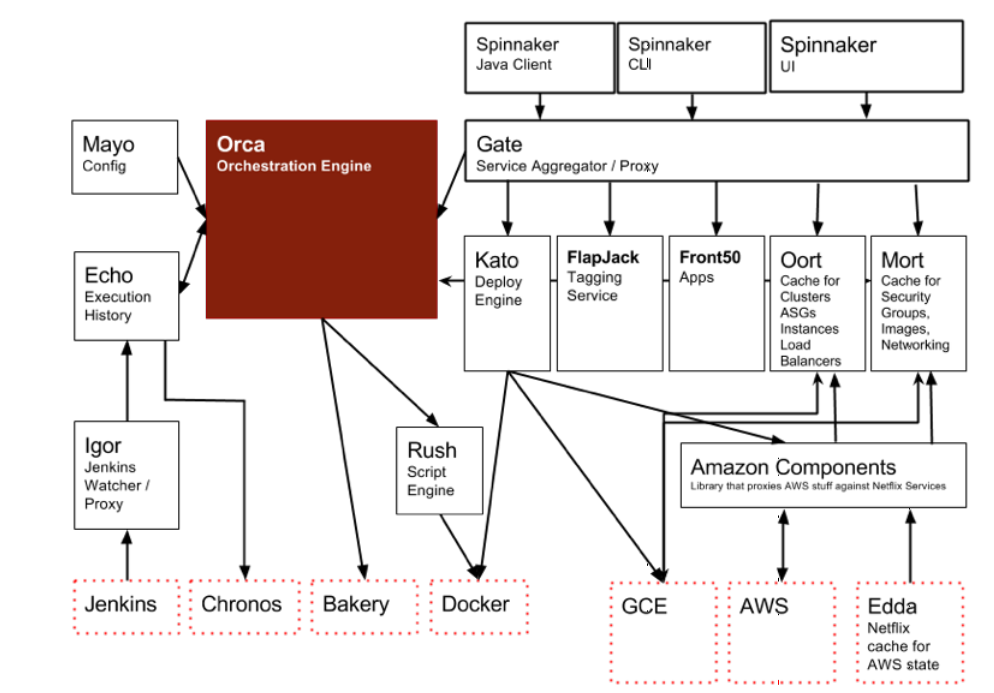 Spinnaker
Java Client
Spinnaker
CLI
Spinnaker
UI
Mayo
Config
Orca
Orchestration Engine
Gate
Service Aggregator / Proxy
Echo
Execution
History
Kato
Deploy
Engine
FlapJack
Tagging
Service
Front50
Apps
Oort
Cache for
Clusters
ASGs
Instances
Load
Balancers
Mort
Cache for
Security
Groups,
Images,
Networking
Igor
Jenkins
Watcher /
Proxy
Rush
Script
Engine
Amazon Components
Library that proxies AWS stuff against Netflix Services
Jenkins
Chronos
Bakery
Docker
GCE
AWS
Edda
Netflix
cache for
AWS state